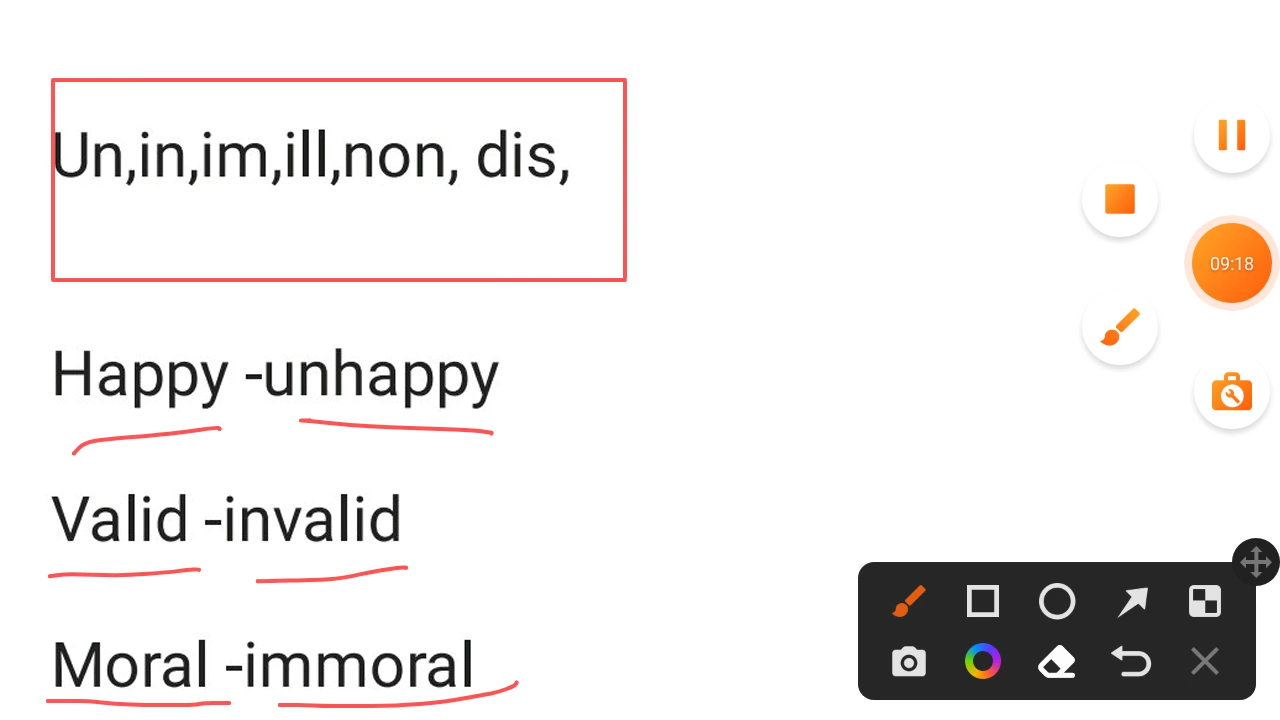 Un,in,im,ill,non, dis,
09:18
Happy -unhappy
Valid -invalid
Moral -immoral